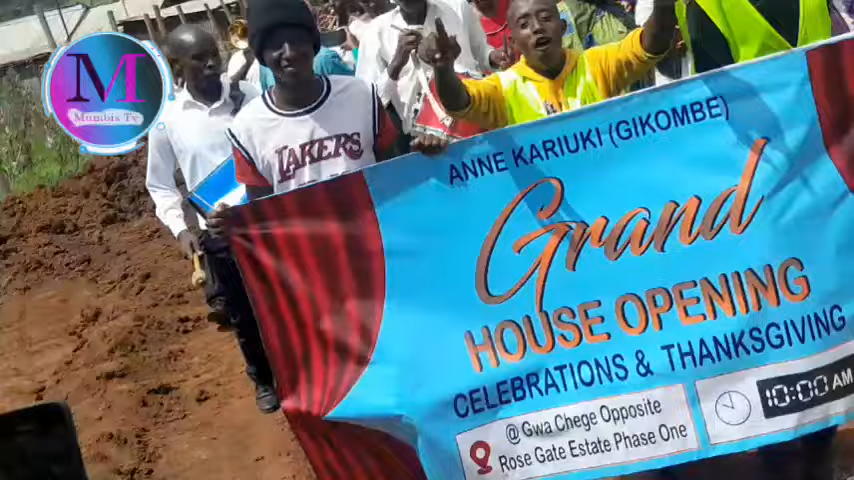 M
Mumbis Tv
LAKERS
ANNE KARIUKI (GIKOMBE)
Grand
HOUSE OPENING
CELEBRATIONS & THANKSGIVING
@Gwa Chege Opposite
Rose Gate Estate Phase One
10:00 AM